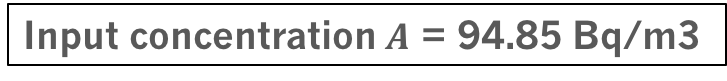 Input concentration A = 94.85 Bq/m3